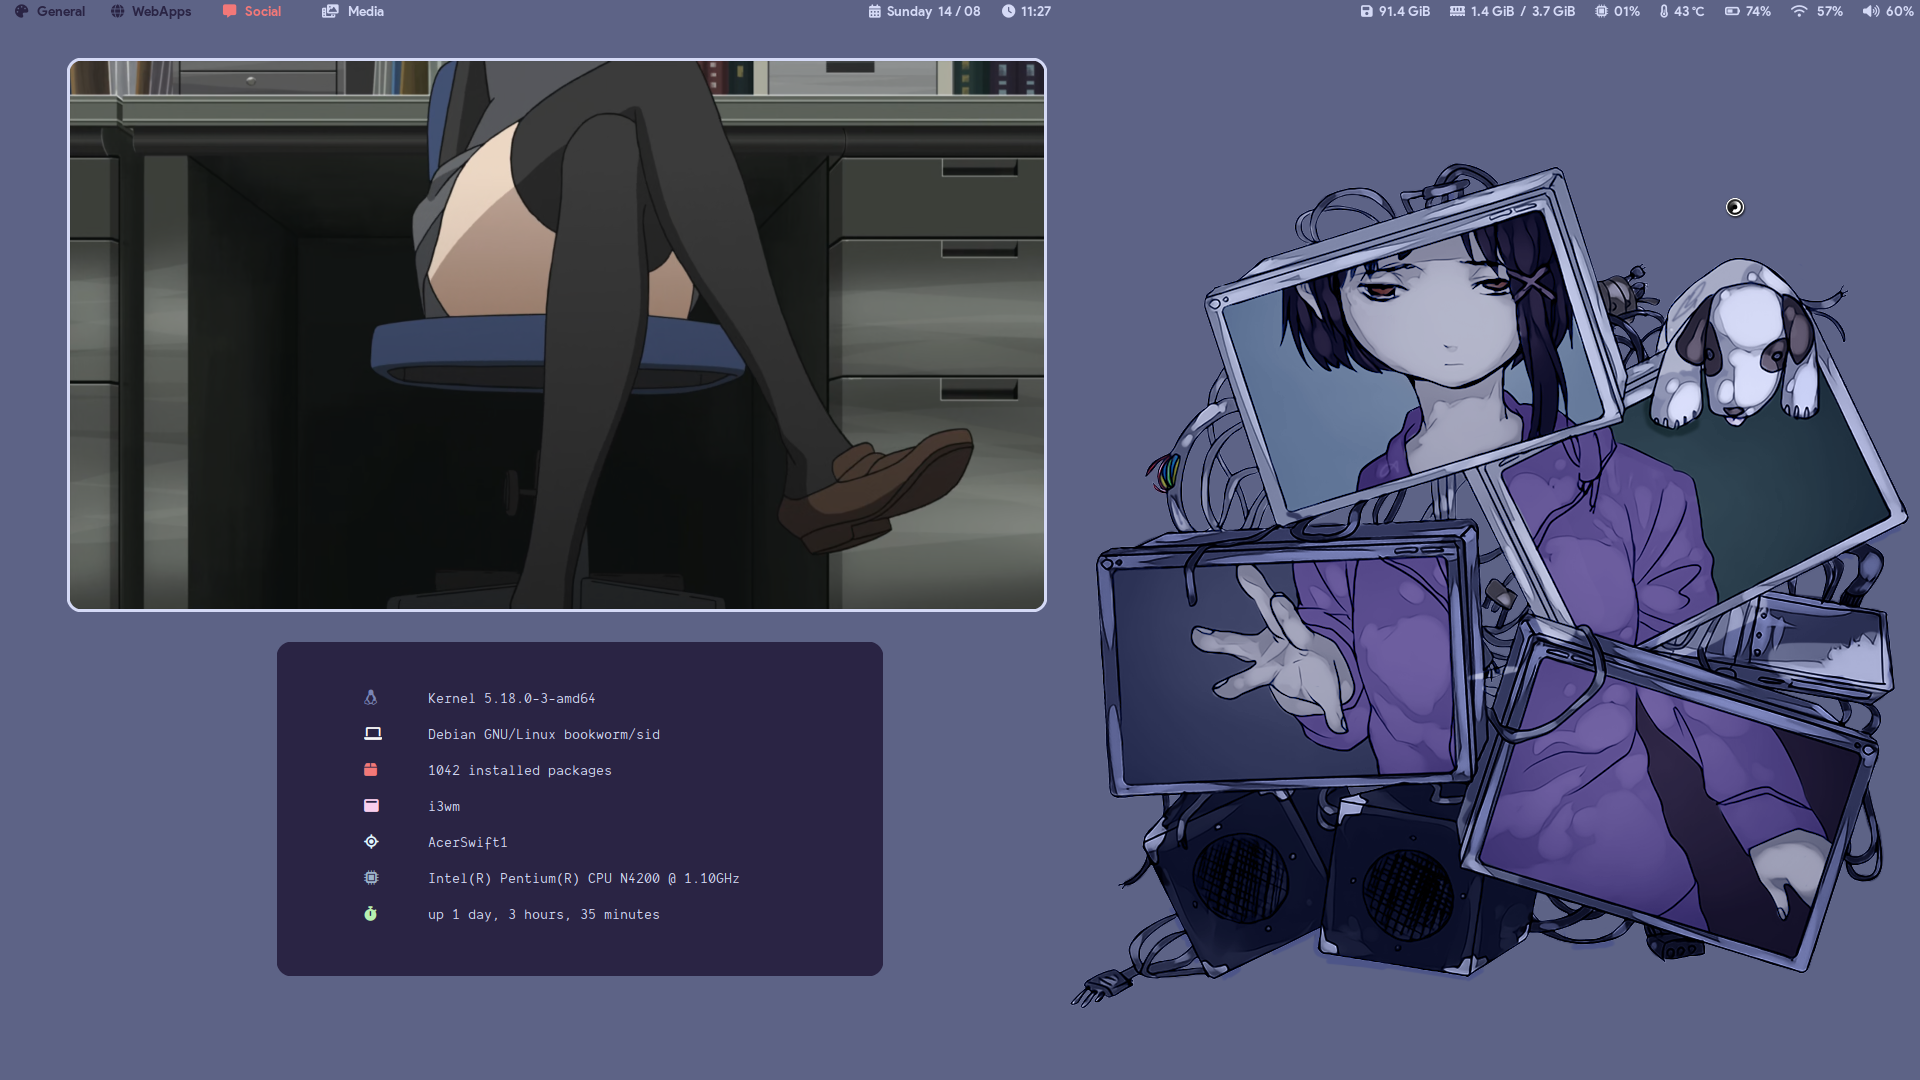 General WebApps Social Media Sunday 14 / 08 11:27 91.4 GiB 1.4 GiB / 3.7 GiB 01% 43 °C 74% 57% 60%
Kernel 5.18.0-3-amd64
Debian GNU/Linux bookworm/sid
1042 installed packages
i3wm
AcerSwift1
Intel(R) Pentium(R) CPU N4200 @ 1.10GHz
up 1 day, 3 hours, 35 minutes